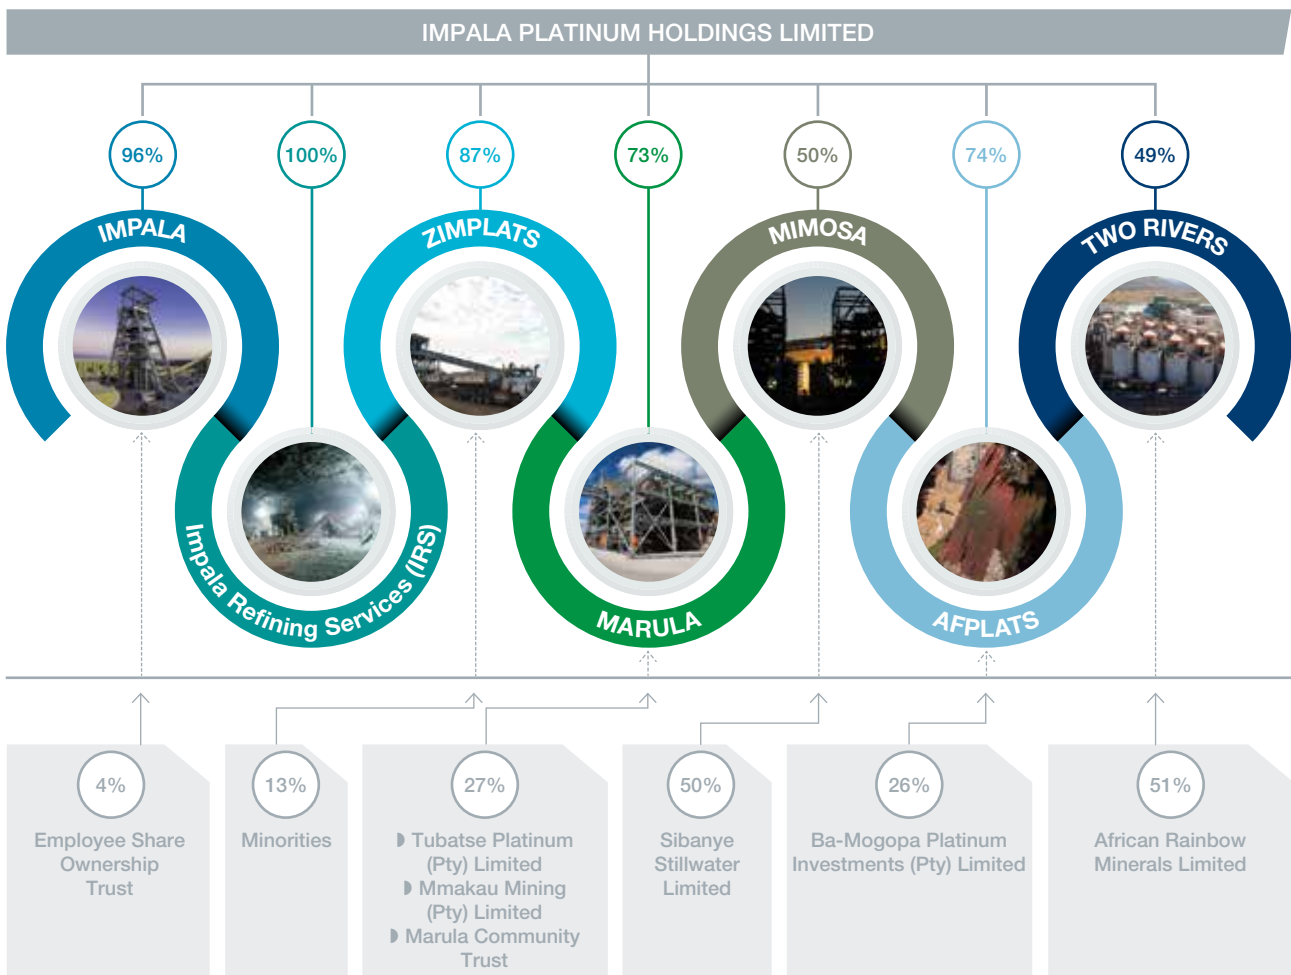 IMPALA PLATINUM HOLDINGS LIMITED
96%
100%
87%
73%
50%
74%
49%
IMPALA
ZIMPLATS
MIMOSA
TWO RIVERS
Impala Refining Services (IRS)
MARULA
AFPLATS
4%
Employee Share
Ownership
Trust
13%
Minorities
27%
◗ Tubatse Platinum
(Pty) Limited
◗ Mmakau Mining
(Pty) Limited
◗ Marula Community
Trust
50%
Sibanye
Stillwater
Limited
26%
Ba-Mogopa Platinum
Investments (Pty) Limited
51%
African Rainbow
Minerals Limited